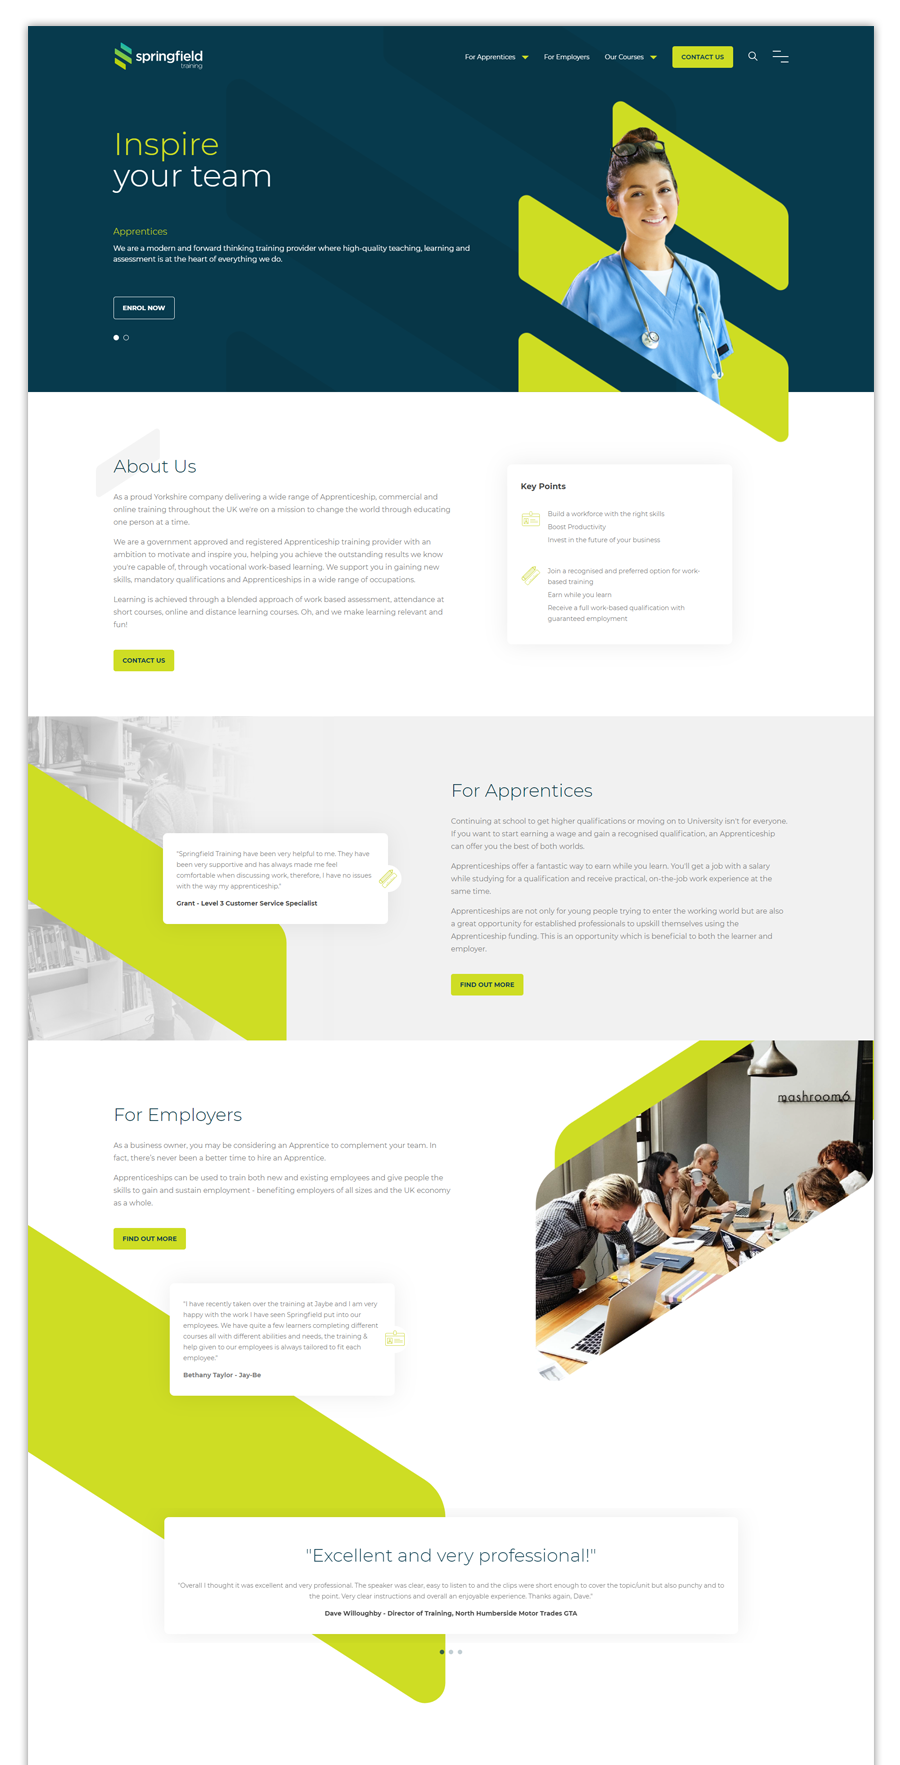 springfield
training
For Apprentices
For Employers
Our Courses
CONTACT US
Inspire
your team
Apprentices
We are a modern and forward thinking training provider where high-quality teaching, learning and
assessment is at the heart of everything we do.
ENROL NOW
About Us
As a proud Yorkshire company delivering a wide range of Apprenticeship, commercial and
online training throughout the UK we're on a mission to change the world through educating
one person at a time.
We are a government approved and registered Apprenticeship training provider with an
ambition to motivate and inspire you, helping you achieve the outstanding results we know
you're capable of, through vocational work-based learning. We support you in gaining new
skills, mandatory qualifications and Apprenticeships in a wide range of occupations.
Learning is achieved through a blended approach of work based assessment, attendance at
short courses, online and distance learning courses. Oh, and we make learning relevant and
fun!
CONTACT US
Key Points
Build a workforce with the right skills
Boost Productivity
Invest in the future of your business
Join a recognised and preferred option for work-
based training
Earn while you learn
Receive a full work-based qualification with
guaranteed employment
"Springfield Training have been very helpful to me. They have
been very supportive and has always made me feel
comfortable when discussing work, therefore, I have no issues
with the way my apprenticeship."
Grant - Level 3 Customer Service Specialist
For Apprentices
Continuing at school to get higher qualifications or moving on to University isn't for everyone.
If you want to start earning a wage and gain a recognised qualification, an Apprenticeship
can offer you the best of both worlds.
Apprenticeships offer a fantastic way to earn while you learn. You'll get a job with a salary
while studying for a qualification and receive practical, on-the-job work experience at the
same time.
Apprenticeships are not only for young people trying to enter the working world but are also
a great opportunity for established professionals to upskill themselves using the
Apprenticeship funding. This is an opportunity which is beneficial to both the learner and
employer.
FIND OUT MORE
For Employers
As a business owner, you may be considering an Apprentice to complement your team. In
fact, there's never been a better time to hire an Apprentice.
Apprenticeships can be used to train both new and existing employees and give people the
skills to gain and sustain employment - benefiting employers of all sizes and the UK economy
as a whole.
FIND OUT MORE
mashroom6
"I have recently taken over the training at Jaybe and I am very
happy with the work I have seen Springfield put into our
employees. We have quite a few learners completing different
courses all with different abilities and needs, the training &
help given to our employees is always tailored to fit each
employee."
Bethany Taylor - Jay-Be
"Excellent and very professional!"
"Overall I thought it was excellent and very professional. The speaker was clear, easy to listen to and the clips were short enough to cover the topic/unit but also punchy and to
the point, Very clear instructions and overall an enjoyable experience. Thanks again, Dave."
Dave Willoughby - Director of Training, North Humberside Motor Trades GTA